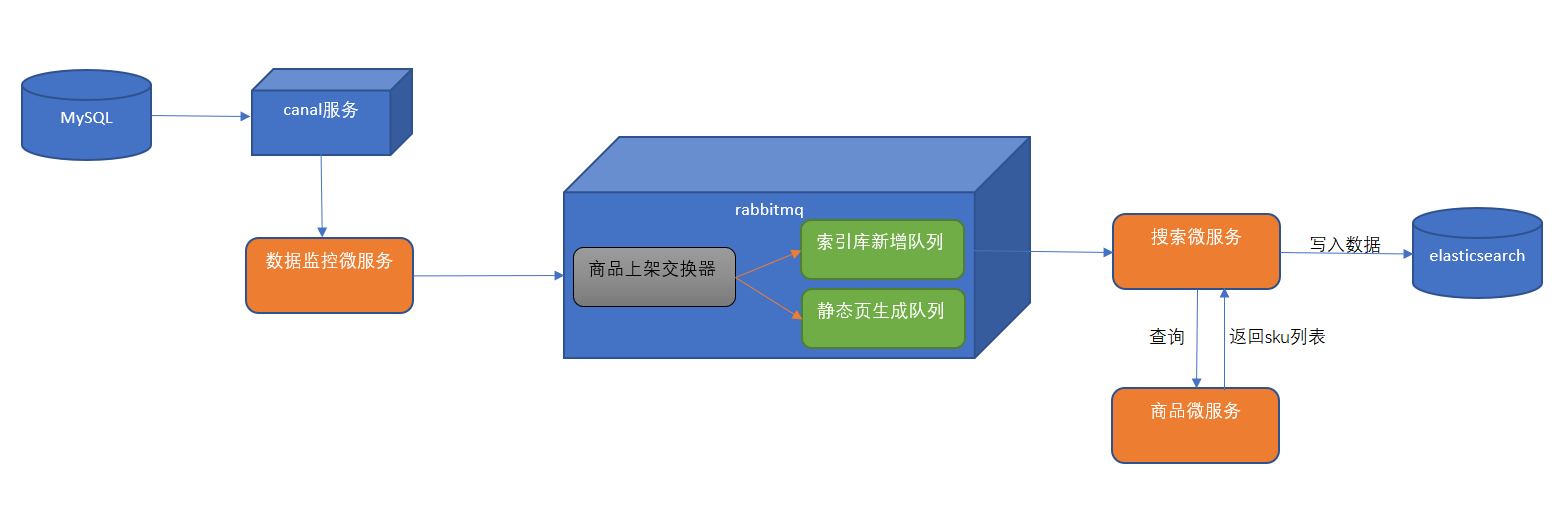 MySQL
canal服务
数据监控微服务
rabbitmq
商品上架交换器
索引库新增队列
静态页生成队列
搜索微服务
写入数据
elasticsearch
查询
返回sku列表
商品微服务